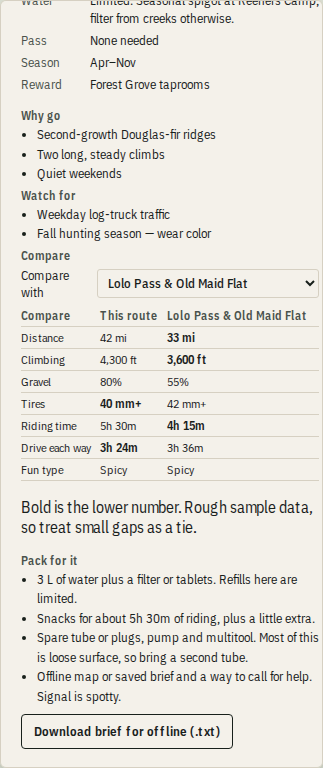 Water Limited. Seasonal spigot at Reehers Camp,
filter from creeks otherwise.
Pass None needed
Season Apr–Nov
Reward Forest Grove taprooms
Why go
• Second-growth Douglas-fir ridges
• Two long, steady climbs
• Quiet weekends
Watch for
• Weekday log-truck traffic
• Fall hunting season — wear color
Compare
Compare with Lolo Pass & Old Maid Flat
Compare This route Lolo Pass & Old Maid Flat
Distance 42 mi 33 mi
Climbing 4,300 ft 3,600 ft
Gravel 80% 55%
Tires 40 mm+ 42 mm+
Riding time 5h 30m 4h 15m
Drive each way 3h 24m 3h 36m
Fun type Spicy Spicy
Bold is the lower number. Rough sample data,
so treat small gaps as a tie.
Pack for it
• 3 L of water plus a filter or tablets. Refills here are
limited.
• Snacks for about 5h 30m of riding, plus a little extra.
• Spare tube or plugs, pump and multitool. Most of this
is loose surface, so bring a second tube.
• Offline map or saved brief and a way to call for help.
Signal is spotty.
Download brief for offline (.txt)